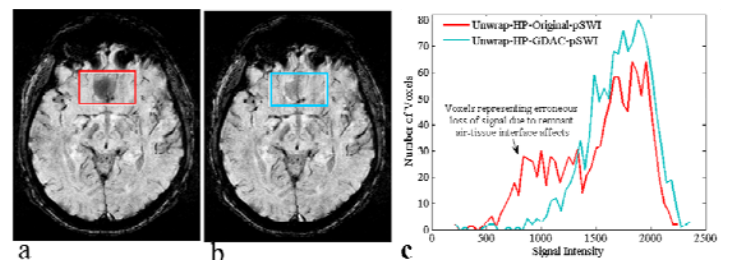 a
b
c
Unwrap-HP-Original-pSWI
Unwrap-HP-GDAC-pSWI
Voxels representing erroneous
loss of signal due to remnant
air-tissue interface affects
Number of Voxels
80
70
60
50
40
30
20
10
0
0 500 1000 1500 2000 2500
Signal Intensity